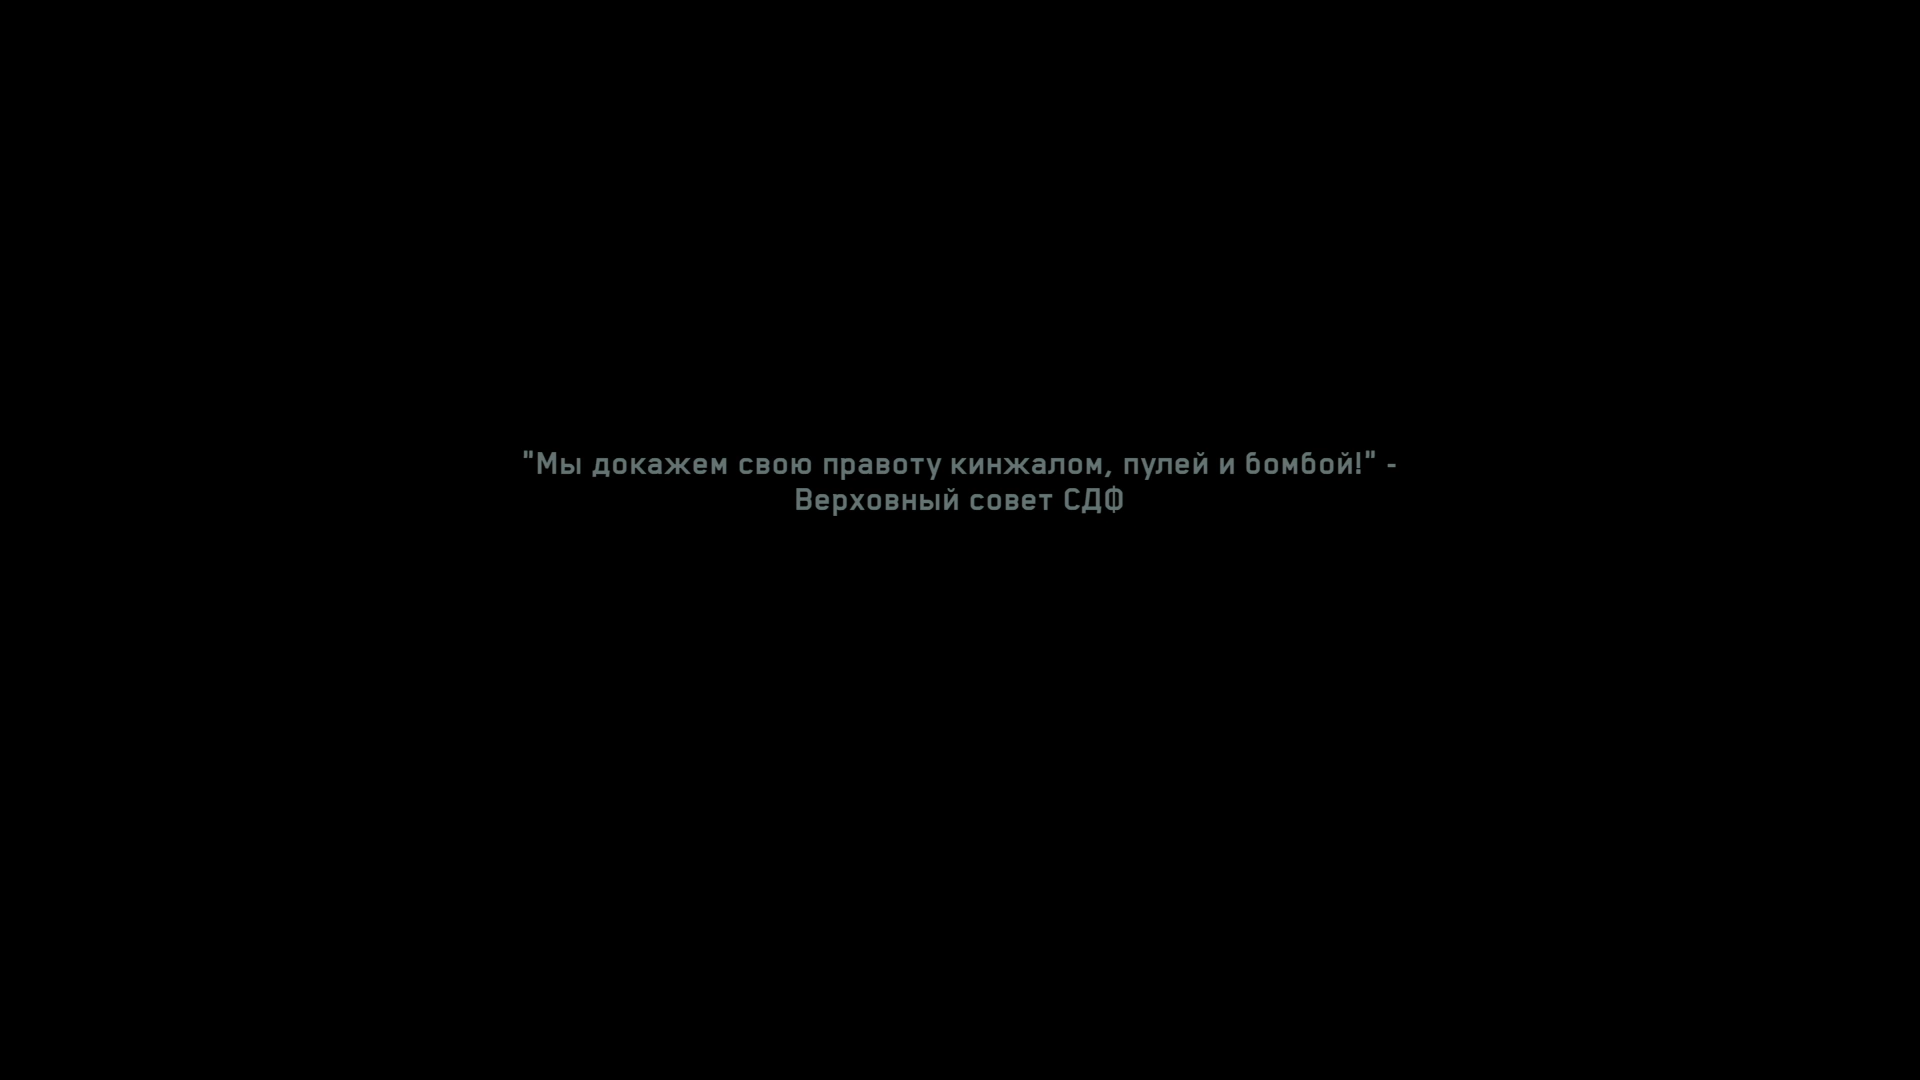 "Мы докажем свою правоту кинжалом, пулей и бомбой!" -
Верховный совет СДФ